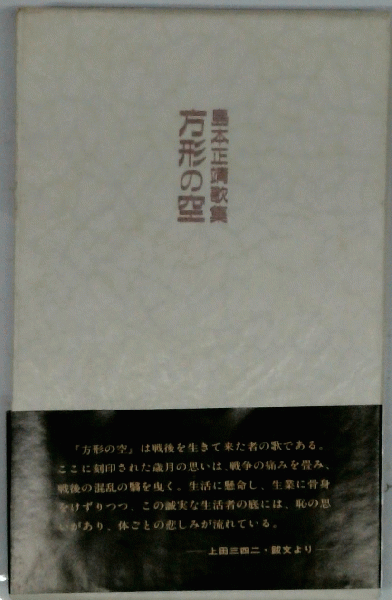 島本正靖歌集
方形の空
『方形の空』は戦後を生きて来た者の歌である。
ここに刻印された歳月の思いは、戦争の痛みを畳み、
戦後の混乱の翳を曳く。生活に懸命し、生業に骨身
をけずりつつ、この誠実な生活者の底には、恥の思
いがあり、体ごとの悲しみが流れている。
──上田三四二・跋文より──